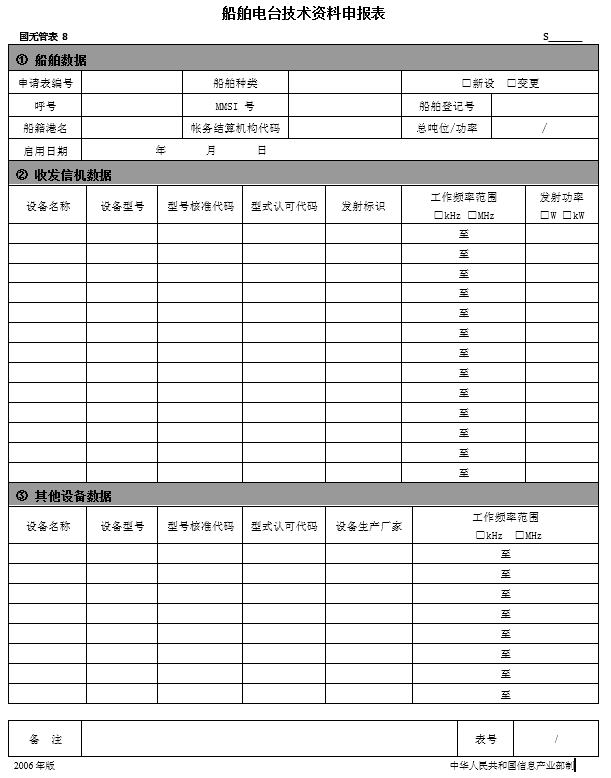 船舶电台技术资料申报表
国无管表 8 S______
① 船舶数据
申请表编号 船舶种类 □新设 □变更
呼号 MMSI 号 船舶登记号
船籍港名 帐务结算机构代码 总吨位/功率 /
启用日期 年 月 日
② 收发信机数据
设备名称 设备型号 型号核准代码 型式认可代码 发射标识 工作频率范围 发射功率
□kHz □MHz □W □kW
至
至
至
至
至
至
至
至
至
至
至
至
至
③ 其他设备数据
设备名称 设备型号 型号核准代码 型式认可代码 设备生产厂家 工作频率范围
□kHz □MHz
至
至
至
至
至
至
至
至
备 注 表号 /
2006 年版 中华人民共和国信息产业部制